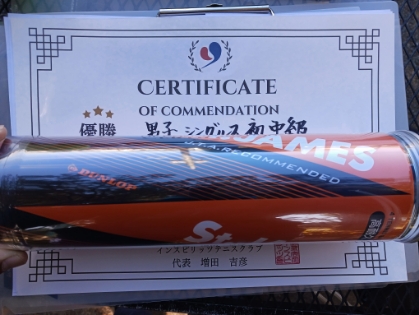 CERTIFICATE
OF COMMENDATION
優勝 男子 シングルス 初中級
GAMES
J.T.A. RECOMMENDED
DUNLOP
St
インスピリッツテニスクラブ
代表 増田 吉彦